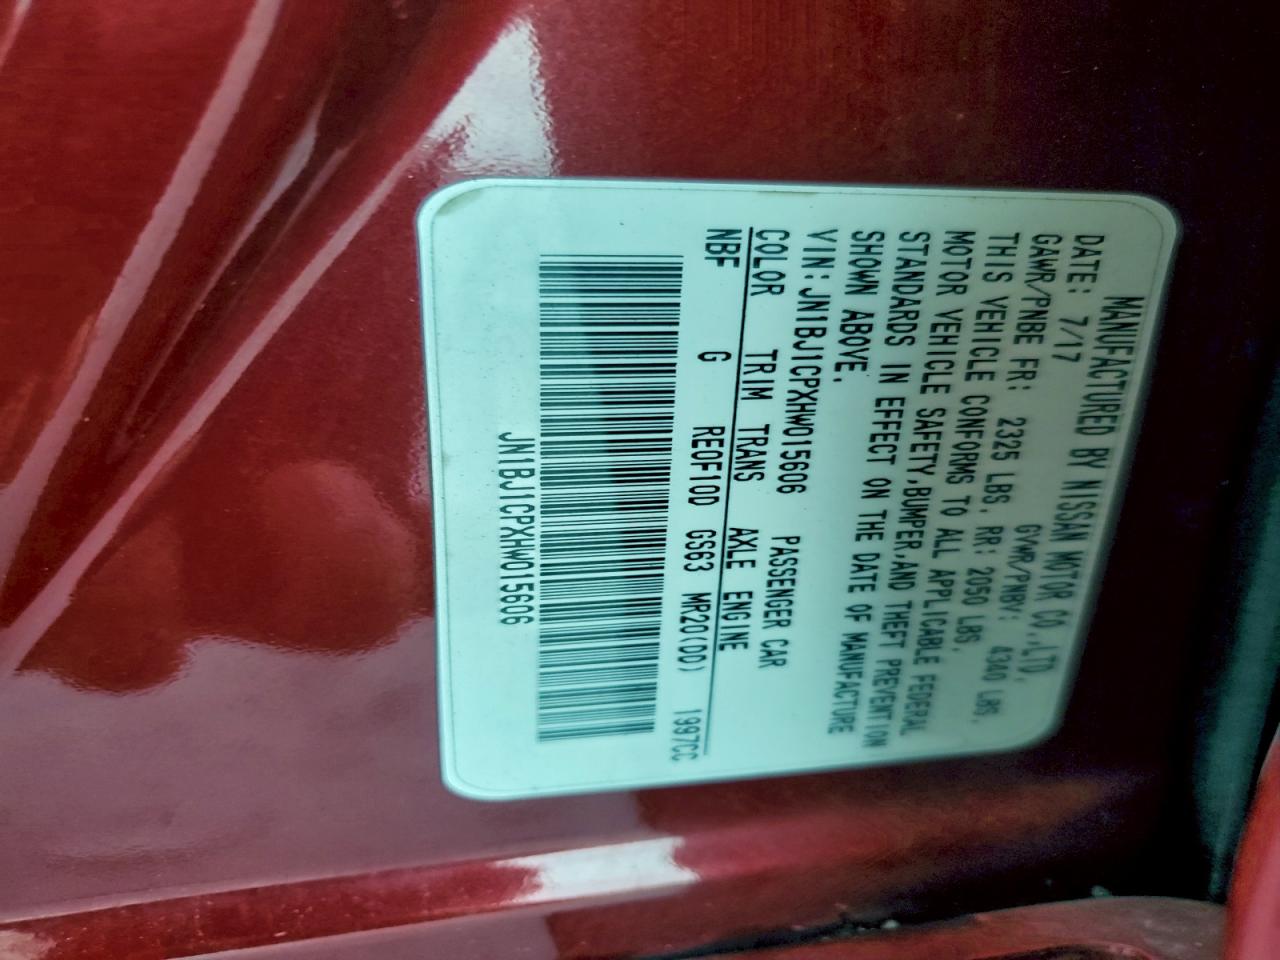 MANUFACTURED BY NISSAN MOTOR CO.,LTD.
DATE: 7/17 GVWR/PNBV: 4340 LBS.
GAWR/PNBE FR: 2325 LBS. RR: 2050 LBS.
THIS VEHICLE CONFORMS TO ALL APPLICABLE FEDERAL
MOTOR VEHICLE SAFETY,BUMPER,AND THEFT PREVENTION
STANDARDS IN EFFECT ON THE DATE OF MANUFACTURE
SHOWN ABOVE.
VIN:JN1BJ1CPXHW015606 PASSENGER CAR
COLOR TRIM TRANS AXLE ENGINE
NBF G RE0F10D GS63 MR20(DD) 1997CC
JN1BJ1CPXHW015606